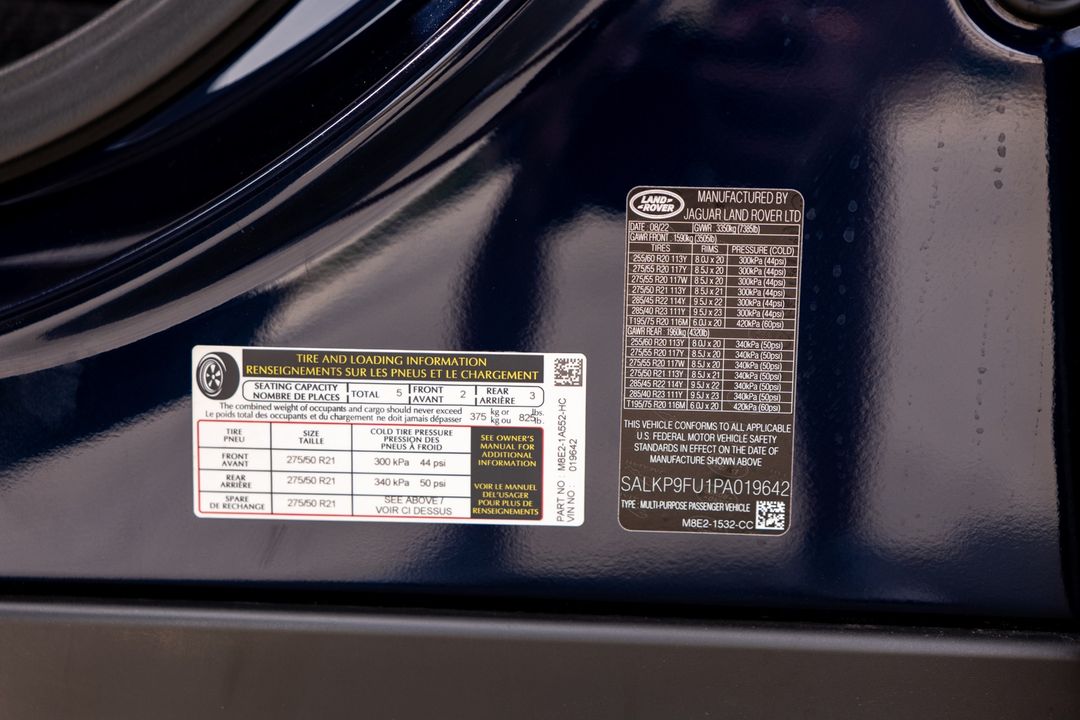 TIRE AND LOADING INFORMATION
RENSEIGNEMENTS SUR LES PNEUS ET LE CHARGEMENT
SEATING CAPACITY
NOMBRE DE PLACES
TOTAL 5
FRONT
AVANT
2
REAR
ARRIÈRE
3
The combined weight of occupants and cargo should never exceed
Le poids total des occupants et du chargement ne doit jamais dépasser
375 kg or
kg ou
825 lbs.
lb.
TIRE
PNEU
SIZE
TAILLE
COLD TIRE PRESSURE
PRESSION DES
PNEUS À FROID
FRONT
AVANT
275/50 R21
300 kPa 44 psi
REAR
ARRIÈRE
275/50 R21
340 kPa 50 psi
SPARE
DE RECHANGE
275/50 R21
SEE ABOVE /
VOIR CI DESSUS
SEE OWNER'S
MANUAL FOR
ADDITIONAL
INFORMATION
VOIR LE MANUEL
DEL'USAGER
POUR PLUS DE
RENSEIGNEMENTS
PART NO : M8E2-1A552-HC
VIN NO : 019642
LAND
ROVER
MANUFACTURED BY
JAGUAR LAND ROVER LTD
DATE 08/22 GVWR 3350kg (7385lb)
GAWR FRONT 1590kg (3505lb)
TIRES RIMS PRESSURE (COLD)
255/60 R20 113Y 8.0J x 20 300kPa (44psi)
275/55 R20 117Y 8.5J x 20 300kPa (44psi)
275/55 R20 117W 8.5J x 20 300kPa (44psi)
275/50 R21 113Y 8.5J x 21 300kPa (44psi)
285/45 R22 114Y 9.5J x 22 300kPa (44psi)
285/40 R23 111Y 9.5J x 23 300kPa (44psi)
T195/75 R20 116M 6.0J x 20 420kPa (60psi)
GAWR REAR 1960kg (4320lb)
255/60 R20 113Y 8.0J x 20 340kPa (50psi)
275/55 R20 117Y 8.5J x 20 340kPa (50psi)
275/55 R20 117W 8.5J x 20 340kPa (50psi)
275/50 R21 113Y 8.5J x 21 340kPa (50psi)
285/45 R22 114Y 9.5J x 22 340kPa (50psi)
285/40 R23 111Y 9.5J x 23 340kPa (50psi)
T195/75 R20 116M 6.0J x 20 420kPa (60psi)
THIS VEHICLE CONFORMS TO ALL APPLICABLE
U.S. FEDERAL MOTOR VEHICLE SAFETY
STANDARDS IN EFFECT ON THE DATE OF
MANUFACTURE SHOWN ABOVE
SALKP9FU1PA019642
TYPE : MULTI-PURPOSE PASSENGER VEHICLE
M8E2-1532-CC